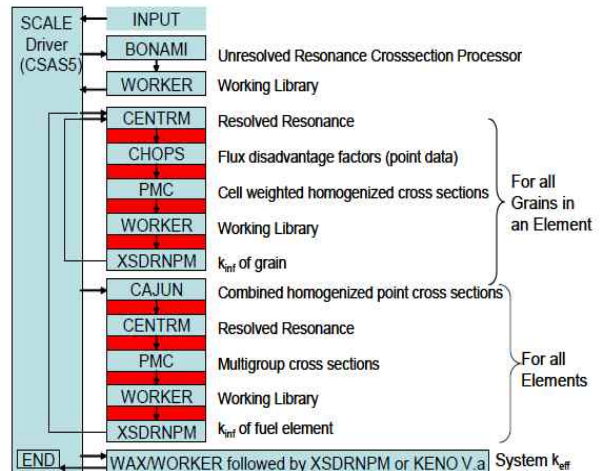 SCALE
Driver
(CSAS5)
INPUT
BONAMI
Unresolved Resonance Crosssection Processor
WORKER
Working Library
CENTRM
Resolved Resonance
CHOPS
Flux disadvantage factors (point data)
PMC
Cell weighted homogenized cross sections
WORKER
Working Library
XSDRNPM
kinf of grain
For all
Grains in
an Element
CAJUN
Combined homogenized point cross sections
CENTRM
Resolved Resonance
PMC
Multigroup cross sections
WORKER
Working Library
XSDRNPM
kinf of fuel element
For all
Elements
END
WAX/WORKER followed by XSDRNPM or KENO V.a
System keff